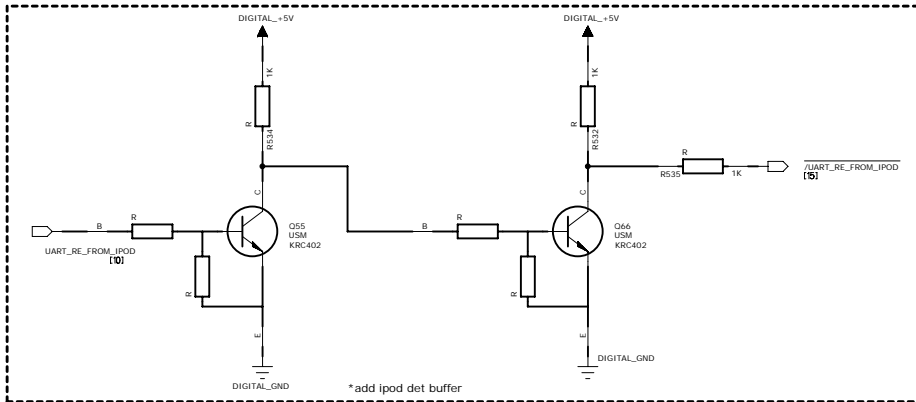 DIGITAL_+5V
DIGITAL_+5V
1K
1K
R
R534
R
R532
R
/UART_RE_FROM_IPOD
R535
1K
[15]
C
C
B
R
Q55
USM
KRC402
B
R
Q66
USM
KRC402
UART_RE_FROM_IPOD
[10]
R
R
E
E
DIGITAL_GND
DIGITAL_GND
*add ipod det buffer